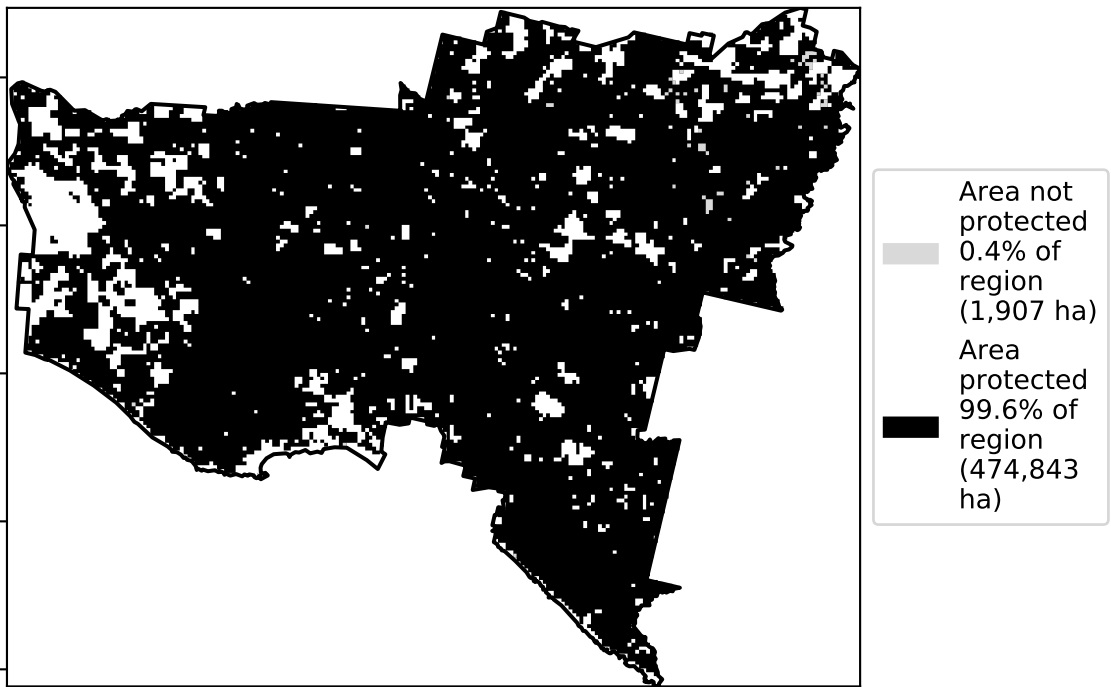 Area not
protected
0.4% of
region
(1,907 ha)
Area
protected
99.6% of
region
(474,843
ha)